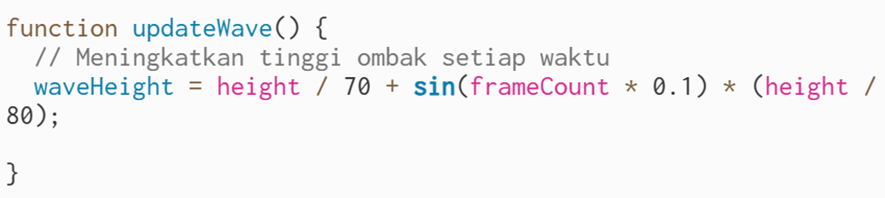 function updateWave() {
// Meningkatkan tinggi ombak setiap waktu
waveHeight = height / 70 + sin(frameCount * 0.1) * (height /
80);
}